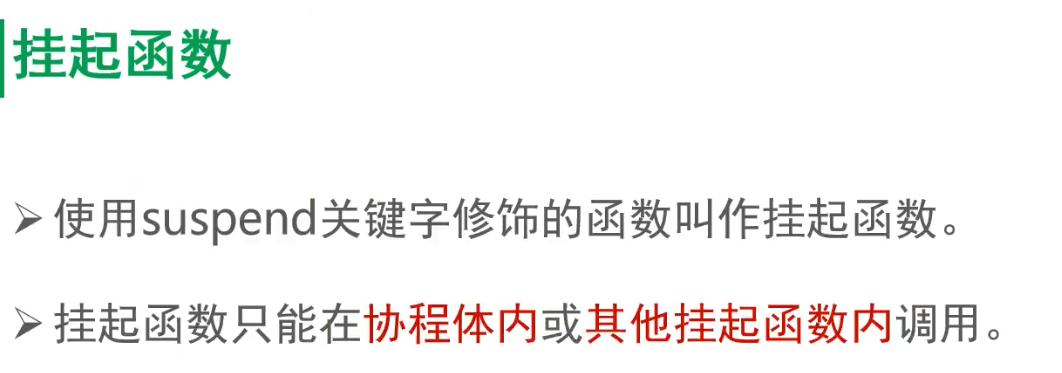 挂起函数
➢ 使用suspend关键字修饰的函数叫作挂起函数。
➢ 挂起函数只能在协程体内或其他挂起函数内调用。